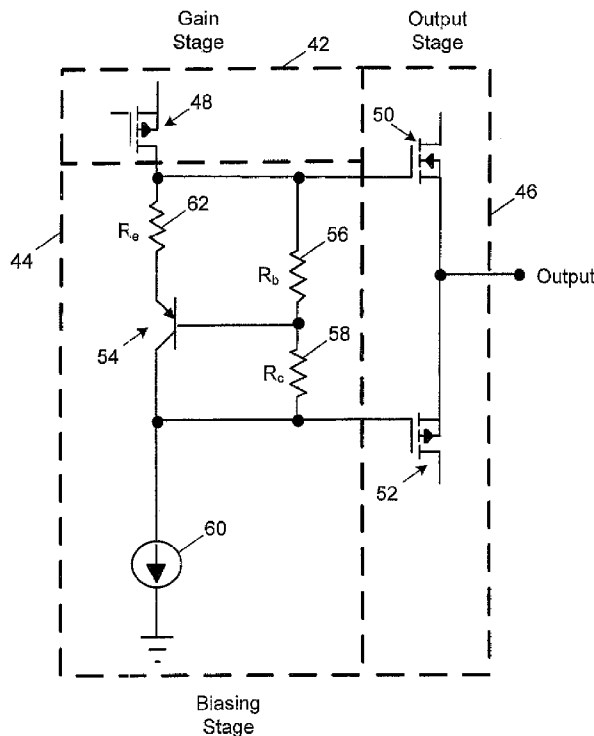 Gain
Stage
Output
Stage
42
48
50
62
56
46
Re
44
Rb
Output
54
58
Rc
52
60
Biasing
Stage